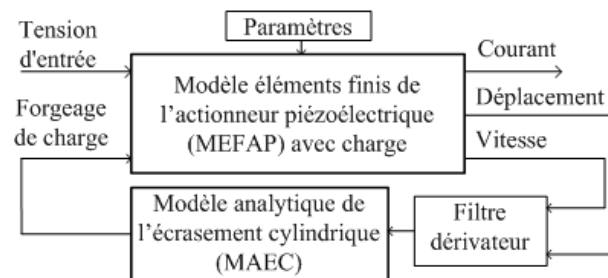 Tension
d'entrée
Paramètres
Courant
Modèle éléments finis de
l'actionneur piézoélectrique
(MEFAP) avec charge
Déplacement
Forgeage
de charge
Vitesse
Modèle analytique de
l'écrasement cylindrique
(MAEC)
Filtre
dérivateur